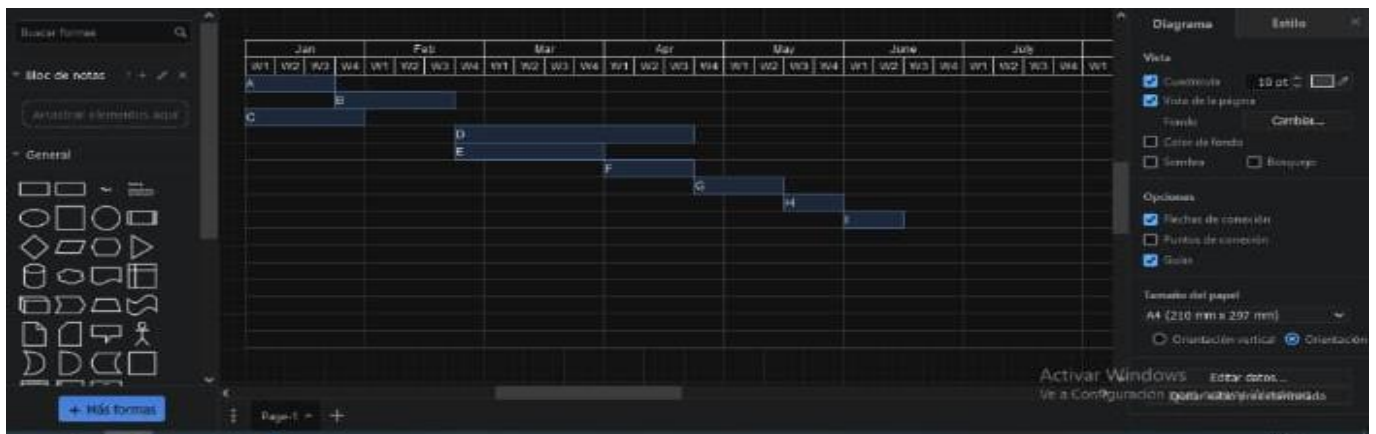 Buscar formas
Bloc de notas
Arrastrar elementos aquí
General
+ Más formas
Jan Feb Mar Apr May June July
W1 W2 W3 W4 W1 W2 W3 W4 W1 W2 W3 W4 W1 W2 W3 W4 W1 W2 W3 W4 W1 W2 W3 W4 W1 W2 W3 W4 W1
A
B
C
D
E
F
G
H
I
Page-1
Diagrama Estilo
Vista
Cuadrícula 10 pt
Vista de la página
Fondo Cambiar...
Color de fondo
Sombra Bosquejo
Opciones
Flechas de conexión
Puntos de conexión
Guías
Tamaño del papel
A4 (210 mm x 297 mm)
Orientación vertical Orientación
Editar datos...
Activar Windows
Ve a Configuración